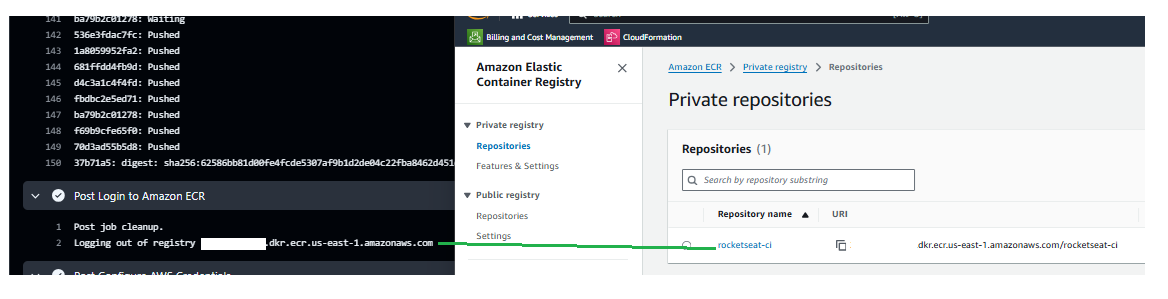 141 ba79b2c01278: Waiting
142 536e3fdac7fc: Pushed
143 1a8059952fa2: Pushed
144 681ffdd4fb9d: Pushed
145 d4c3a1c4f4fd: Pushed
146 fbdbc2e5ed71: Pushed
147 ba79b2c01278: Pushed
148 f69b9cfe65f0: Pushed
149 70d3ad55b5d8: Pushed
150 37b71a5: digest: sha256:62586bb81d00fe4fcde5307af9b1d2de04c22fba8462d451
Post Login to Amazon ECR
1 Post job cleanup.
2 Logging out of registry .dkr.ecr.us-east-1.amazonaws.com
Post Configure AWS Credentials
Billing and Cost Management
CloudFormation
Amazon Elastic
Container Registry
Private registry
Repositories
Features & Settings
Public registry
Repositories
Settings
Amazon ECR > Private registry > Repositories
Private repositories
Repositories (1)
Search by repository substring
Repository name URI
rocketseat-ci dkr.ecr.us-east-1.amazonaws.com/rocketseat-ci